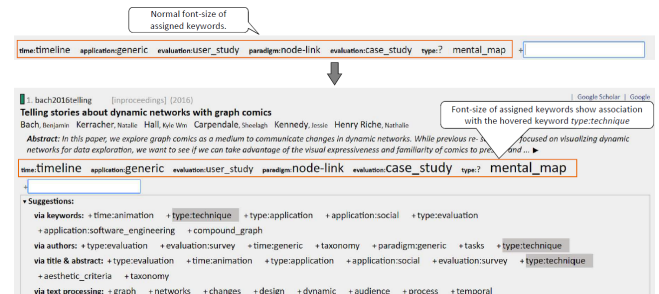 Normal font-size of
assigned keywords.
time:timeline application:generic evaluation:user_study paradigm:node-link evaluation:case_study type:? mental_map +
1. bach2016telling [inproceedings] (2016)
| Google Scholar | Google
Telling stories about dynamic networks with graph comics
Bach, Benjamin Kerracher, Natalie Hall, Kyle Wm Carpendale, Sheelagh Kennedy, Jessie Henry Riche, Nathalie
Font-size of assigned keywords show association
with the hovered keyword type:technique
Abstract: In this paper, we explore graph comics as a medium to communicate changes in dynamic networks. While previous re- focused on visualizing dynamic
networks for data exploration, we want to see if we can take advantage of the visual expressiveness and familiarity of comics to and ... ►
time:timeline application:generic evaluation:user_study paradigm:node-link evaluation:case_study type:? mental_map
+
▾ Suggestions:
via keywords: + time:animation + type:technique + type:application + application:social + type:evaluation
+ application:software_engineering + compound_graph
via authors: + type:evaluation + evaluation:survey + time:generic + taxonomy + paradigm:generic + tasks + type:technique
via title & abstract: + type:evaluation + time:animation + type:application + application:social + evaluation:survey + type:technique
+ aesthetic_criteria + taxonomy
via text processing: + graph + networks + changes + design + dynamic + audience + process + temporal